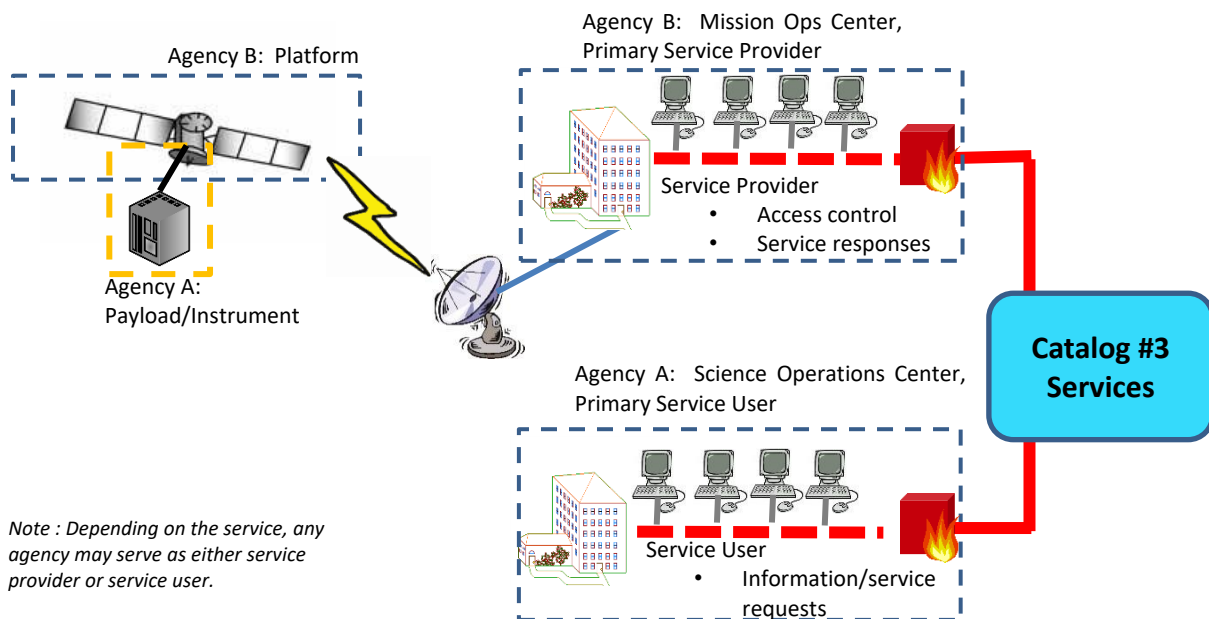 Agency B: Platform
Agency B: Mission Ops Center,
Primary Service Provider
Service Provider
• Access control
• Service responses
Agency A:
Payload/Instrument
Catalog #3
Services
Agency A: Science Operations Center,
Primary Service User
Service User
• Information/service
requests
Note : Depending on the service, any
agency may serve as either service
provider or service user.